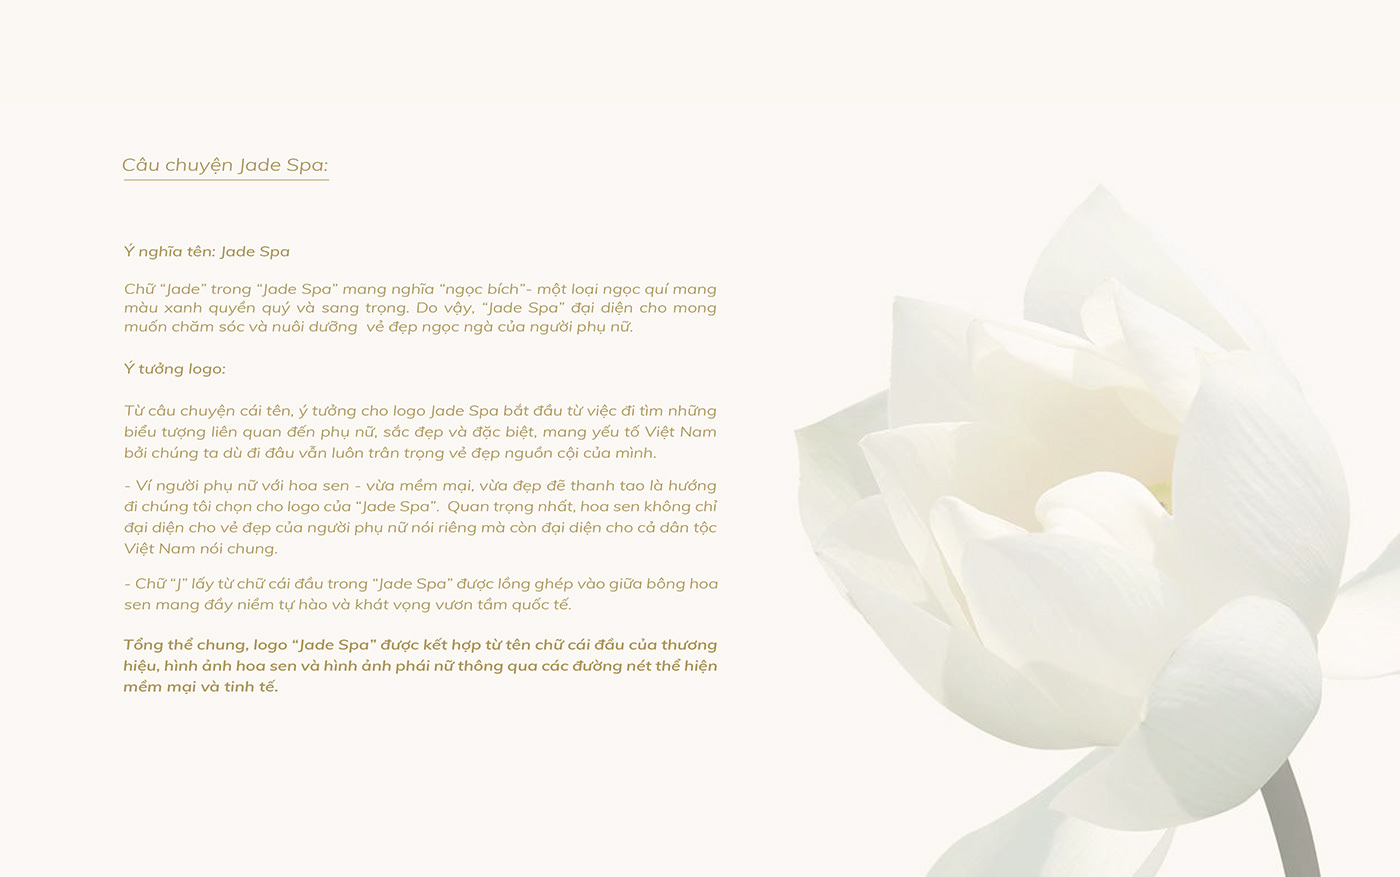 Câu chuyện Jade Spa:
Ý nghĩa tên: Jade Spa
Chữ “Jade” trong “Jade Spa” mang nghĩa “ngọc bích”- một loại ngọc quí mang
màu xanh quyền quý và sang trọng. Do vậy, “Jade Spa” đại diện cho mong
muốn chăm sóc và nuôi dưỡng  vẻ đẹp ngọc ngà của người phụ nữ.
Ý tưởng logo:
Từ câu chuyện cái tên, ý tưởng cho logo Jade Spa bắt đầu từ việc đi tìm những
biểu tượng liên quan đến phụ nữ, sắc đẹp và đặc biệt, mang yếu tố Việt Nam
bởi chúng ta dù đi đâu vẫn luôn trân trọng vẻ đẹp nguồn cội của mình.
- Ví người phụ nữ với hoa sen - vừa mềm mại, vừa đẹp đẽ thanh tao là hướng
đi chúng tôi chọn cho logo của “Jade Spa”.  Quan trọng nhất, hoa sen không chỉ
đại diện cho vẻ đẹp của người phụ nữ nói riêng mà còn đại diện cho cả dân tộc
Việt Nam nói chung.
- Chữ “J” lấy từ chữ cái đầu trong “Jade Spa” được lồng ghép vào giữa bông hoa
sen mang đầy niềm tự hào và khát vọng vươn tầm quốc tế.
Tổng thể chung, logo “Jade Spa” được kết hợp từ tên chữ cái đầu của thương
hiệu, hình ảnh hoa sen và hình ảnh phái nữ thông qua các đường nét thể hiện
mềm mại và tinh tế.